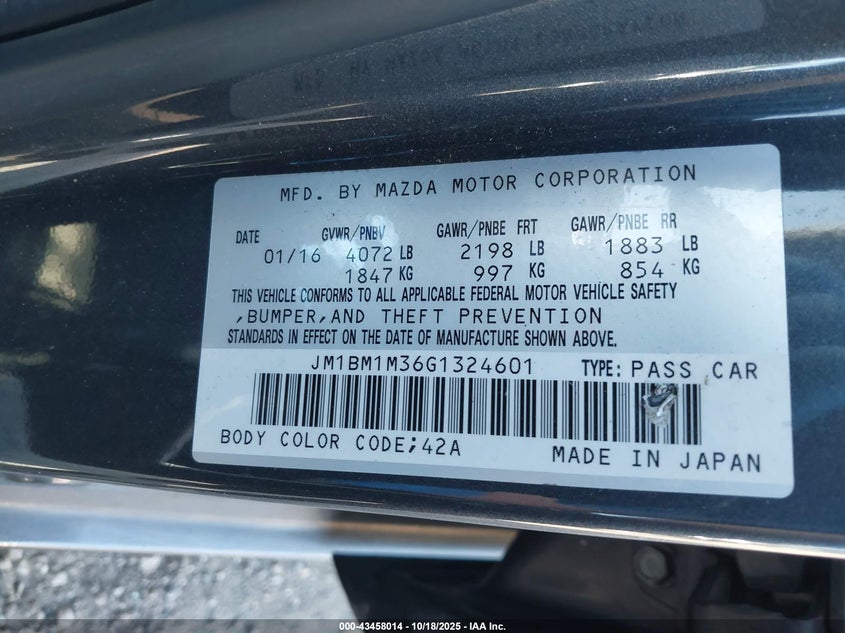 MFD. BY MAZDA MOTOR CORPORATION
DATE GVWR/PNBV GAWR/PNBE FRT GAWR/PNBE RR
01/16 4072 LB 2198 LB 1883 LB
1847 KG 997 KG 854 KG
THIS VEHICLE CONFORMS TO ALL APPLICABLE FEDERAL MOTOR VEHICLE SAFETY
,BUMPER,AND THEFT PREVENTION
STANDARDS IN EFFECT ON THE DATE OF MANUFACTURE SHOWN ABOVE.
JM1BM1M36G1324601 TYPE: PASS CAR
BODY COLOR CODE;42A MADE IN JAPAN
000-43458014 | 10/18/2025 - IAA Inc.